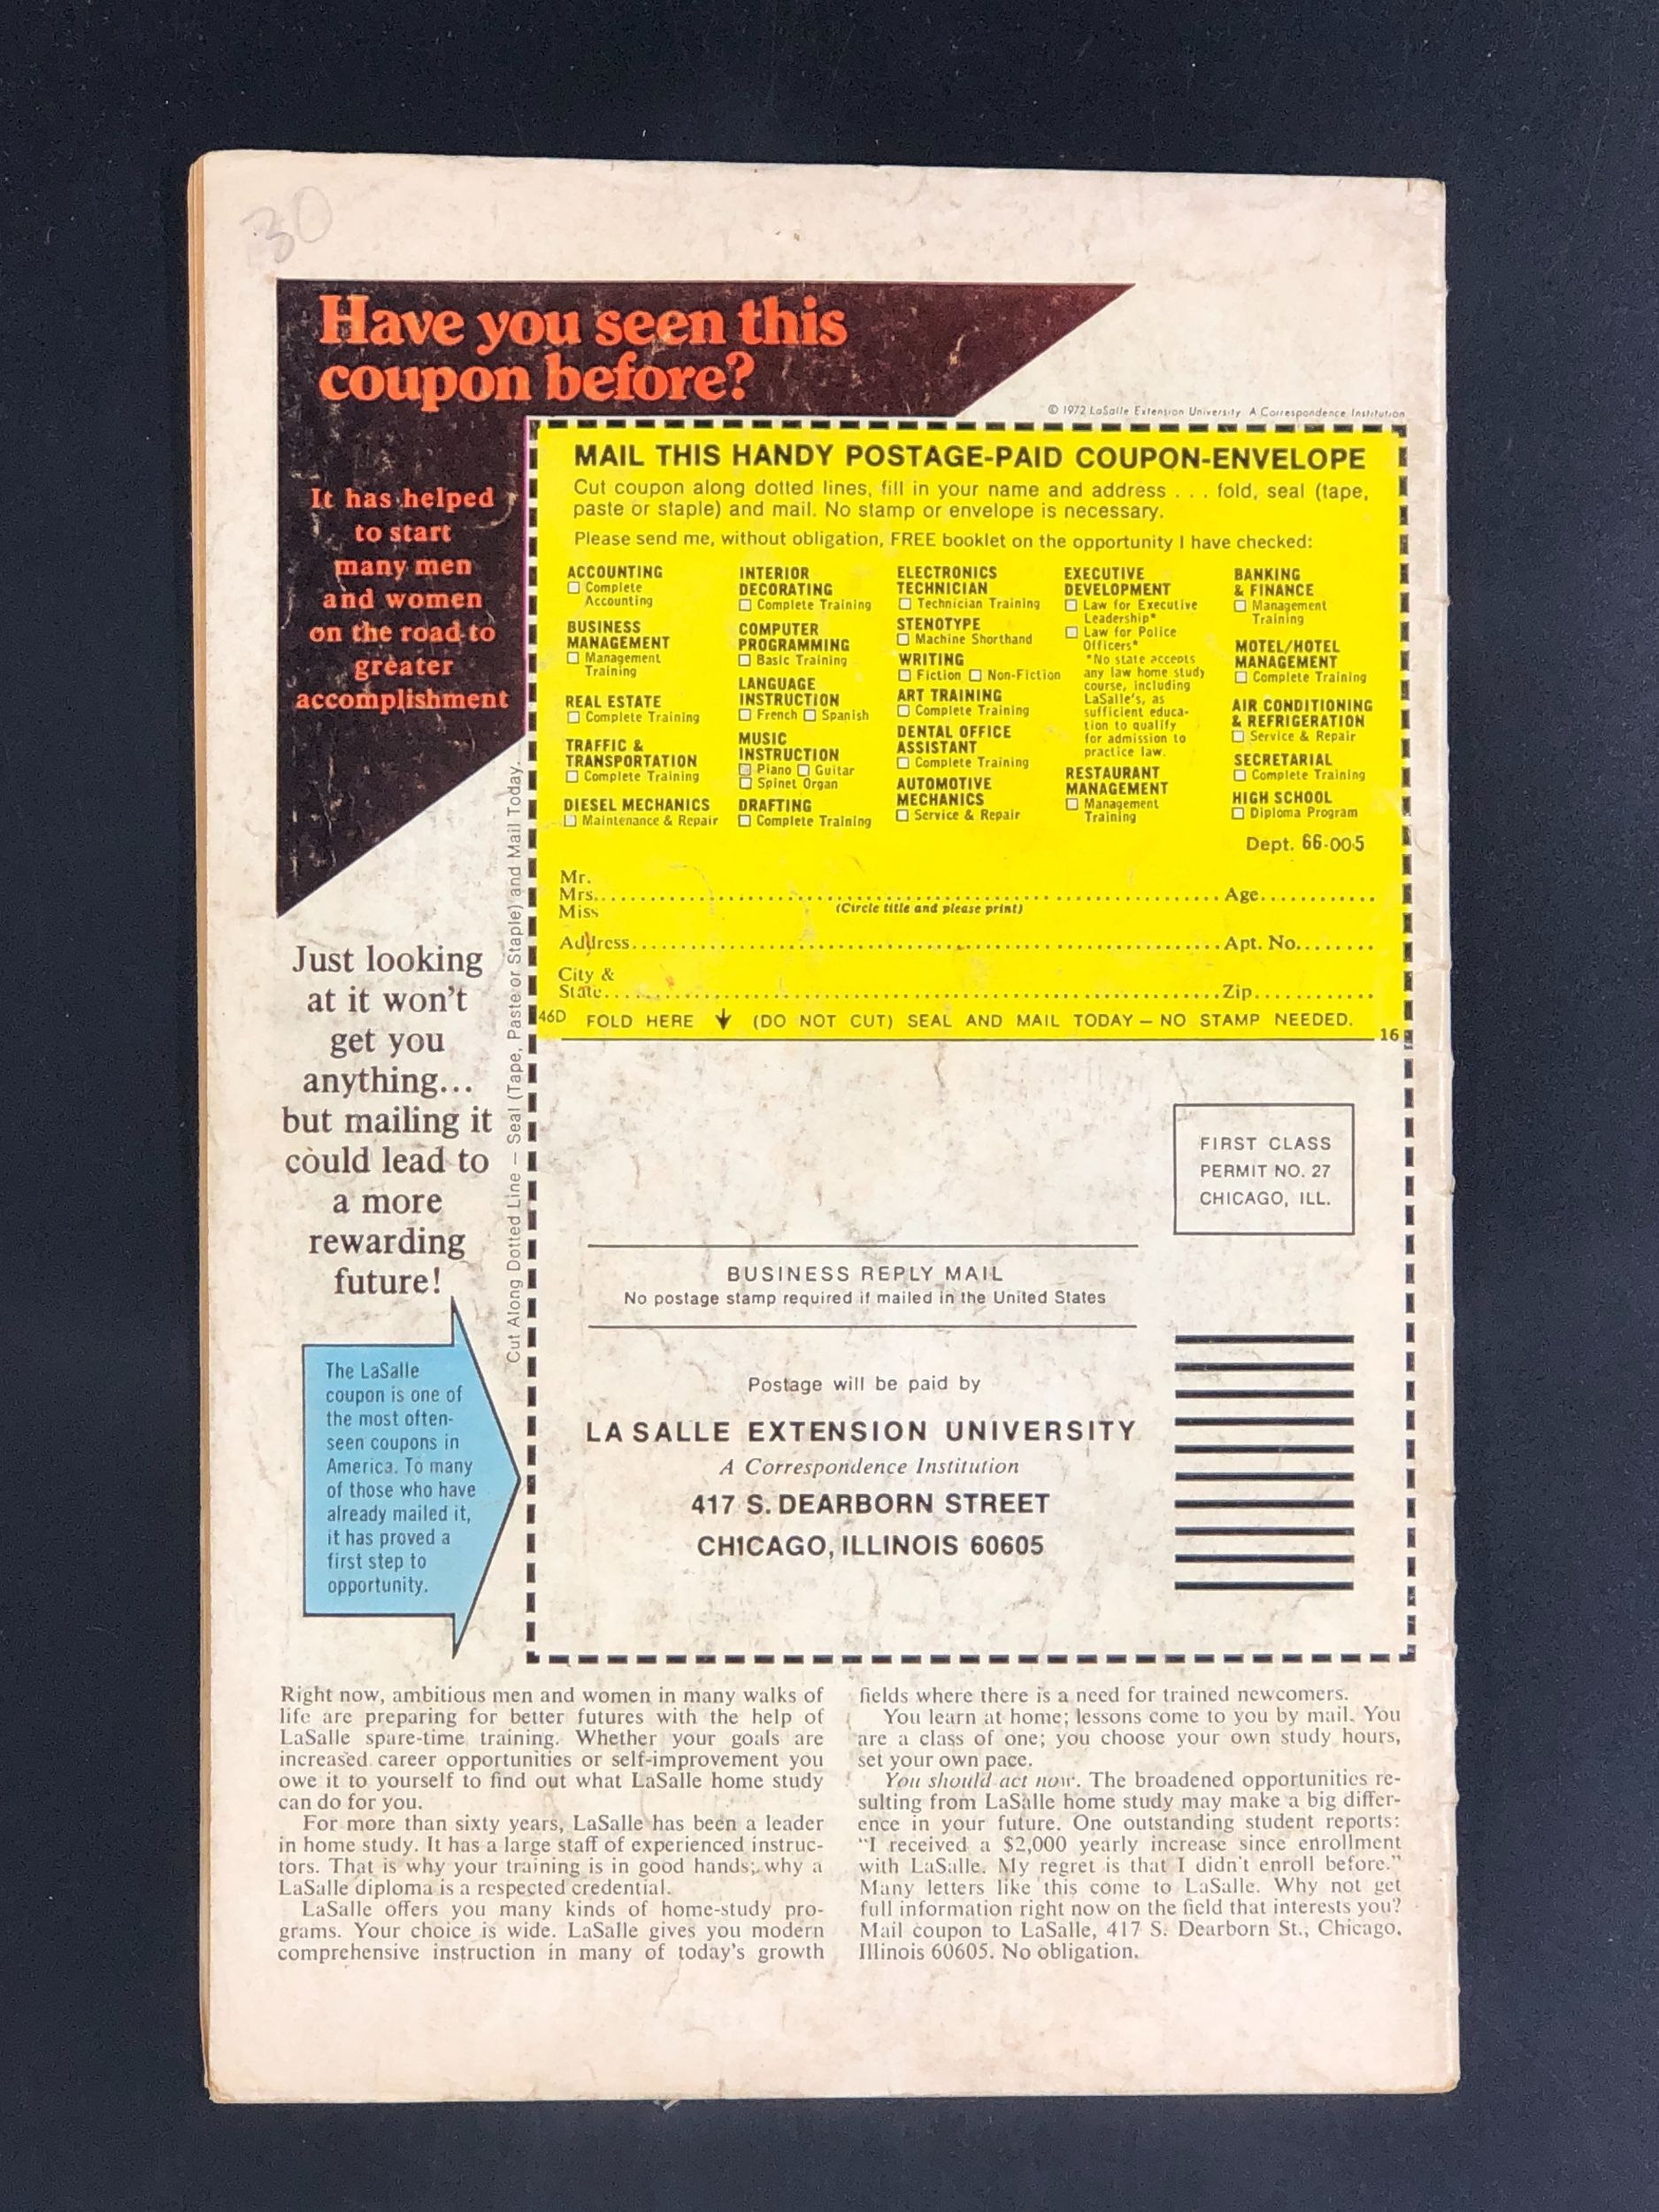 30
Have you seen this
coupon before?
It has helped
to start
many men
and women
on the road to
greater
accomplishment
© 1972 LaSalle Extension University. A Correspondence Institution
MAIL THIS HANDY POSTAGE-PAID COUPON-ENVELOPE
Cut coupon along dotted lines, fill in your name and address . . . fold, seal (tape,
paste or staple) and mail. No stamp or envelope is necessary.
Please send me, without obligation, FREE booklet on the opportunity I have checked:
ACCOUNTING
☐ Complete
Accounting
BUSINESS
MANAGEMENT
☐ Management
Training
REAL ESTATE
☐ Complete Training
TRAFFIC &
TRANSPORTATION
☐ Complete Training
DIESEL MECHANICS
☐ Maintenance & Repair
INTERIOR
DECORATING
☐ Complete Training
COMPUTER
PROGRAMMING
☐ Basic Training
LANGUAGE
INSTRUCTION
☐ French ☐ Spanish
MUSIC
INSTRUCTION
☐ Piano ☐ Guitar
☐ Spinet Organ
DRAFTING
☐ Complete Training
ELECTRONICS
TECHNICIAN
☐ Technician Training
STENOTYPE
☐ Machine Shorthand
WRITING
☐ Fiction ☐ Non-Fiction
ART TRAINING
☐ Complete Training
DENTAL OFFICE
ASSISTANT
☐ Complete Training
AUTOMOTIVE
MECHANICS
☐ Service & Repair
EXECUTIVE
DEVELOPMENT
☐ Law for Executive
Leadership*
☐ Law for Police
Officers*
*No state accepts
any law home study
course, including
LaSalle's, as
sufficient educa-
tion to qualify
for admission to
practice law.
RESTAURANT
MANAGEMENT
☐ Management
Training
BANKING
& FINANCE
☐ Management
Training
MOTEL/HOTEL
MANAGEMENT
☐ Complete Training
AIR CONDITIONING
& REFRIGERATION
☐ Service & Repair
SECRETARIAL
☐ Complete Training
HIGH SCHOOL
☐ Diploma Program
Dept. 66-005
Mr.
Mrs. Age
Miss (Circle title and please print)
Address Apt. No.
City &
State Zip
46D FOLD HERE ↓ (DO NOT CUT) SEAL AND MAIL TODAY – NO STAMP NEEDED.
16
Cut Along Dotted Line – Seal (Tape, Paste or Staple) and Mail Today.
Just looking
at it won't
get you
anything...
but mailing it
could lead to
a more
rewarding
future!
The LaSalle
coupon is one of
the most often-
seen coupons in
America. To many
of those who have
already mailed it,
it has proved a
first step to
opportunity.
FIRST CLASS
PERMIT NO. 27
CHICAGO, ILL.
BUSINESS REPLY MAIL
No postage stamp required if mailed in the United States
Postage will be paid by
LA SALLE EXTENSION UNIVERSITY
A Correspondence Institution
417 S. DEARBORN STREET
CHICAGO, ILLINOIS 60605
Right now, ambitious men and women in many walks of
life are preparing for better futures with the help of
LaSalle spare-time training. Whether your goals are
increased career opportunities or self-improvement you
owe it to yourself to find out what LaSalle home study
can do for you.
For more than sixty years, LaSalle has been a leader
in home study. It has a large staff of experienced instruc-
tors. That is why your training is in good hands; why a
LaSalle diploma is a respected credential.
LaSalle offers you many kinds of home-study pro-
grams. Your choice is wide. LaSalle gives you modern
comprehensive instruction in many of today's growth
fields where there is a need for trained newcomers.
You learn at home; lessons come to you by mail. You
are a class of one; you choose your own study hours,
set your own pace.
You should act now. The broadened opportunities re-
sulting from LaSalle home study may make a big differ-
ence in your future. One outstanding student reports:
"I received a $2,000 yearly increase since enrollment
with LaSalle. My regret is that I didn't enroll before."
Many letters like this come to LaSalle. Why not get
full information right now on the field that interests you?
Mail coupon to LaSalle, 417 S. Dearborn St., Chicago,
Illinois 60605. No obligation.